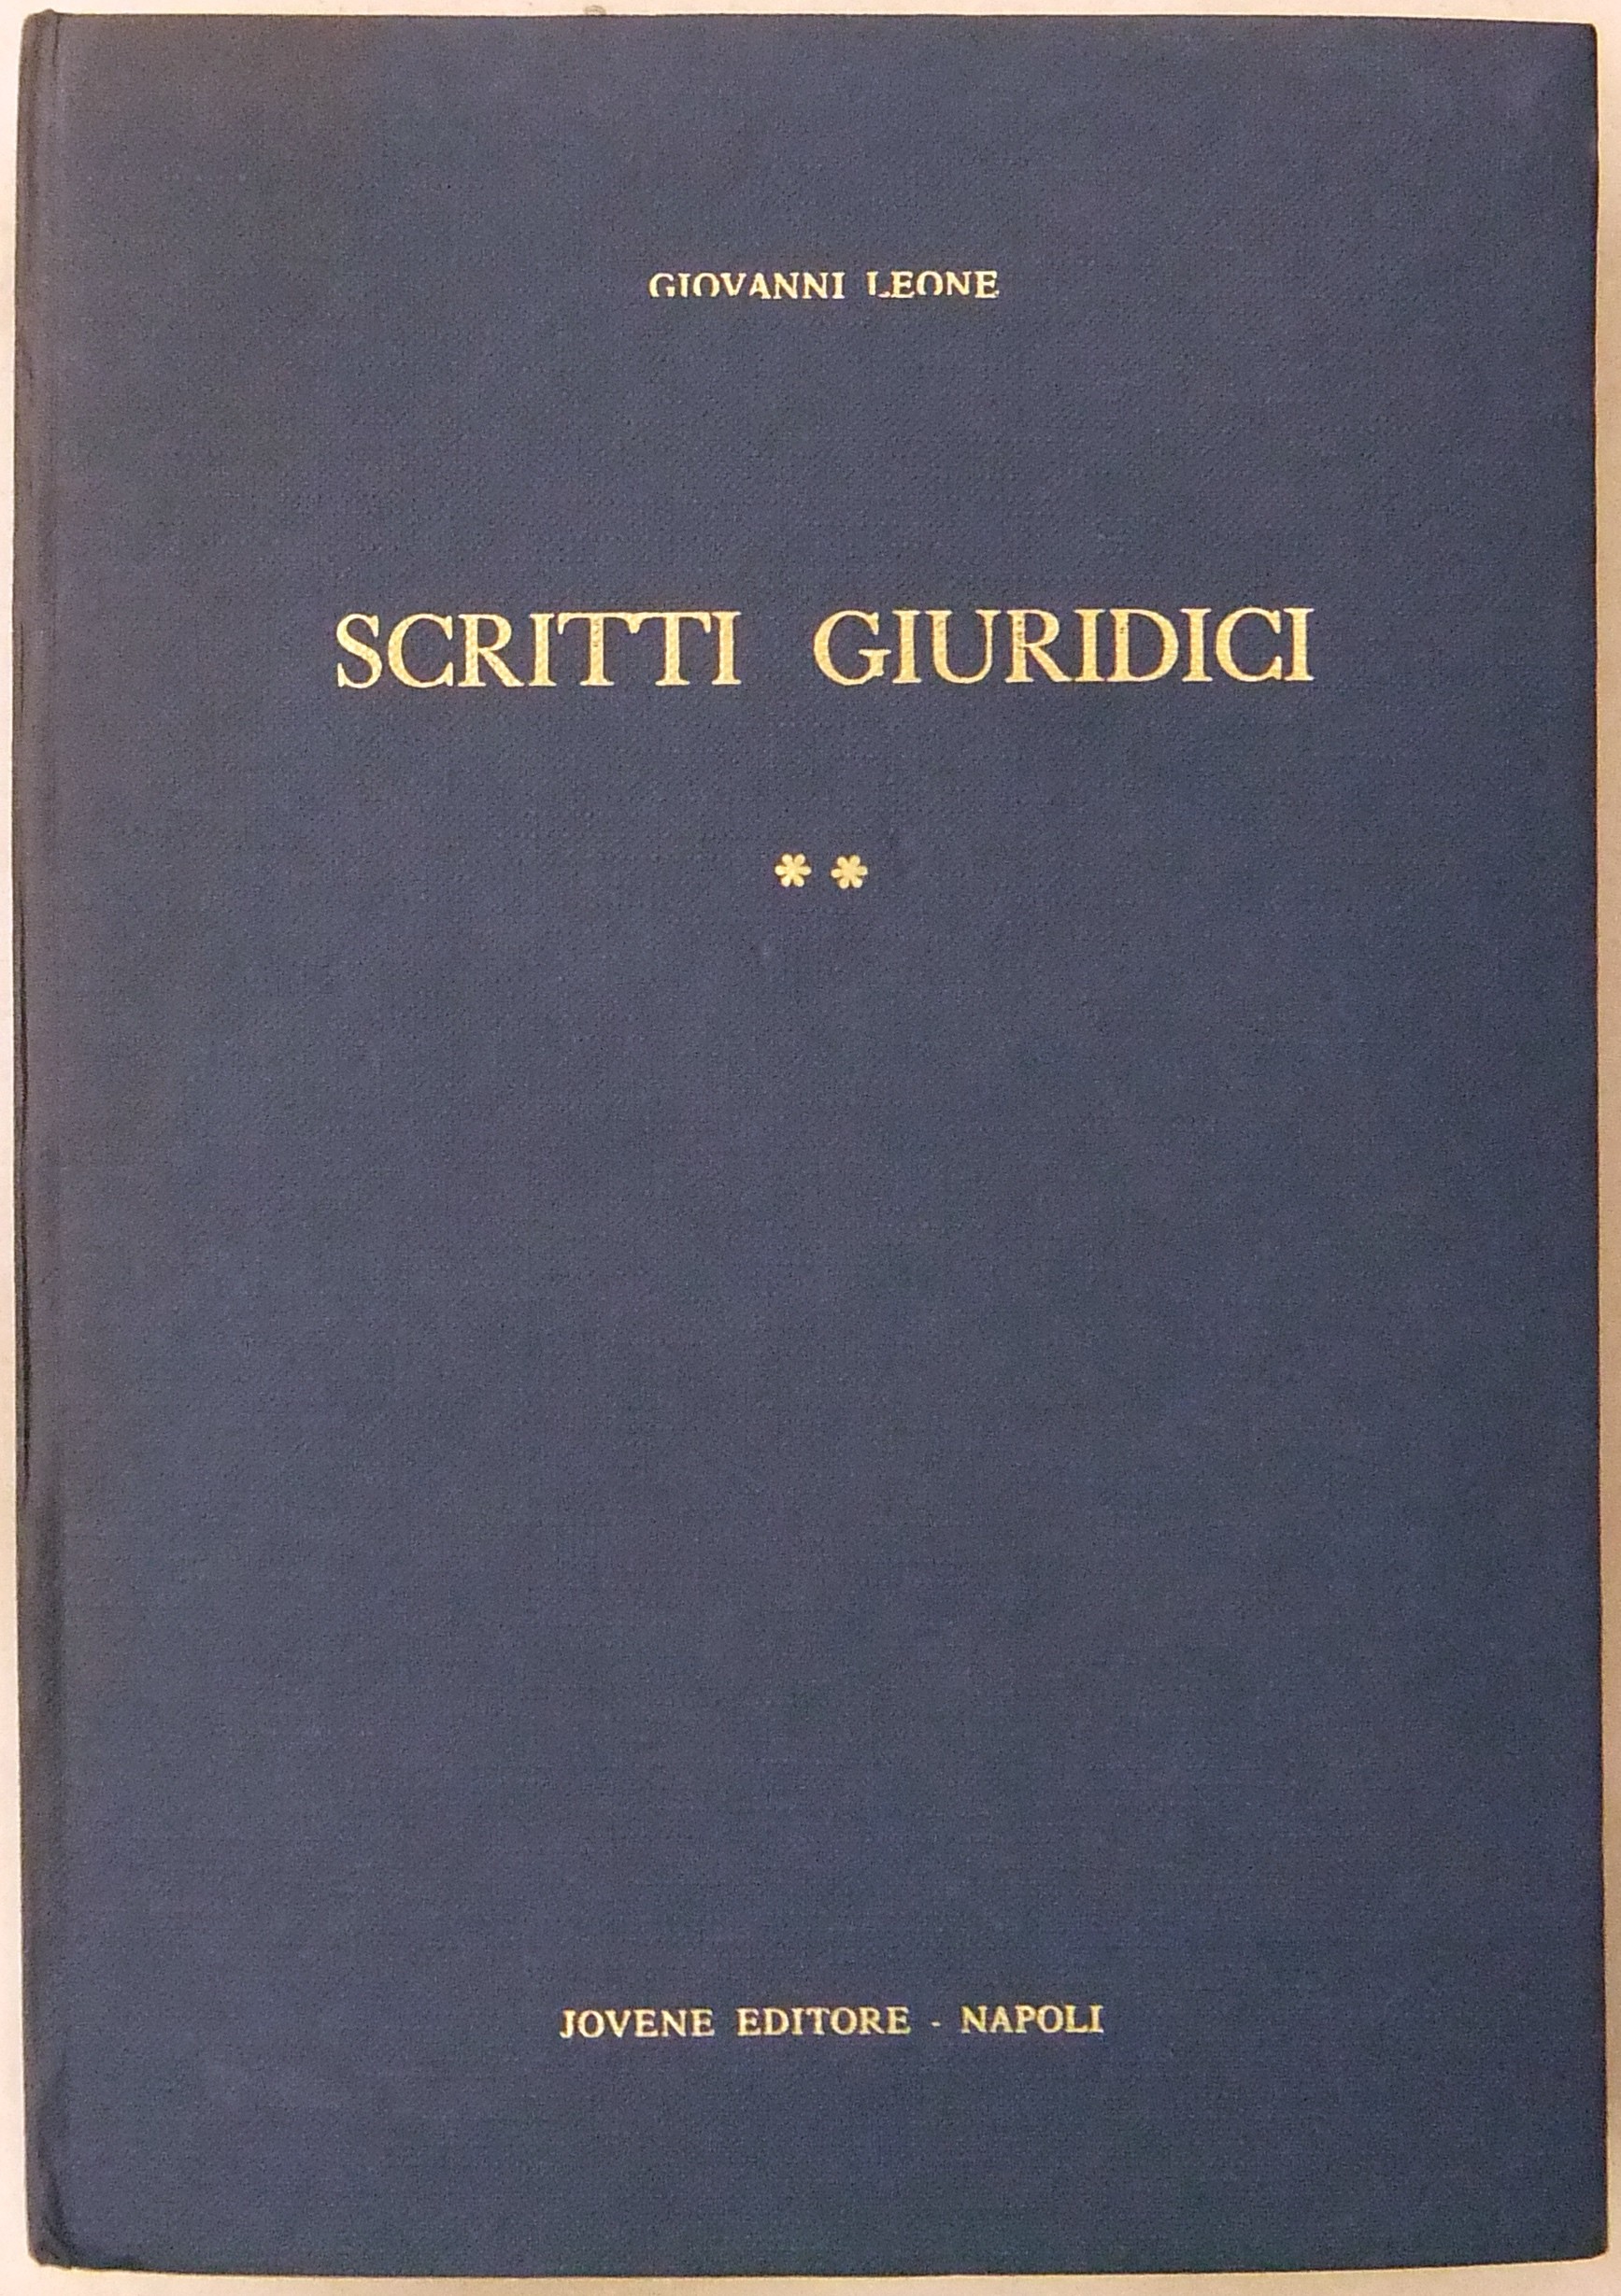 GIOVANNI LEONE
SCRITTI GIURIDICI
* *
JOVENE EDITORE - NAPOLI